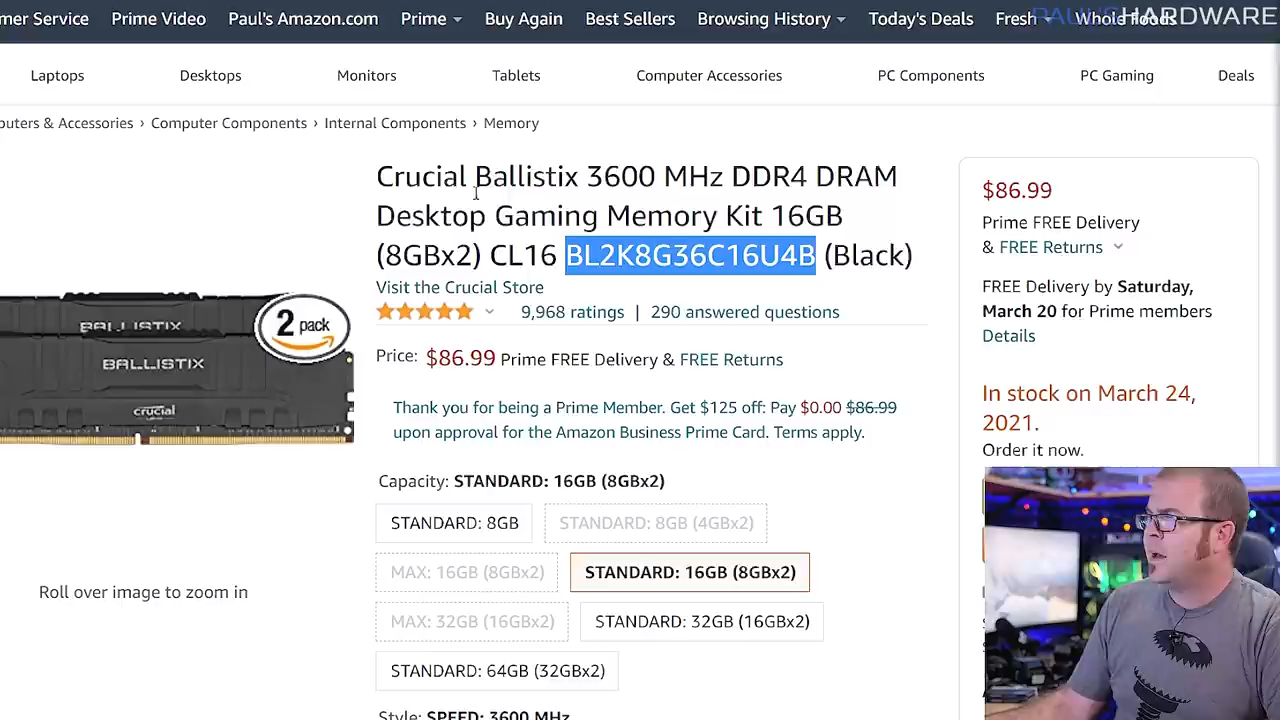 mer Service Prime Video Paul's Amazon.com Prime Buy Again Best Sellers Browsing History Today's Deals Fresh Whole Foods
PAUL'S HARDWARE
Laptops Desktops Monitors Tablets Computer Accessories PC Components PC Gaming Deals
puters & Accessories › Computer Components › Internal Components › Memory
Crucial Ballistix 3600 MHz DDR4 DRAM
Desktop Gaming Memory Kit 16GB
(8GBx2) CL16 BL2K8G36C16U4B (Black)
Visit the Crucial Store
9,968 ratings | 290 answered questions
Price: $86.99 Prime FREE Delivery & FREE Returns
Thank you for being a Prime Member. Get $125 off: Pay $0.00 $86.99
upon approval for the Amazon Business Prime Card. Terms apply.
Capacity: STANDARD: 16GB (8GBx2)
STANDARD: 8GB STANDARD: 8GB (4GBx2)
MAX: 16GB (8GBx2) STANDARD: 16GB (8GBx2)
MAX: 32GB (16GBx2) STANDARD: 32GB (16GBx2)
STANDARD: 64GB (32GBx2)
Style: SPEED: 3600 MHz
BALLISTIX
BALLISTIX
crucial
2 pack
Roll over image to zoom in
$86.99
Prime FREE Delivery
& FREE Returns
FREE Delivery by Saturday,
March 20 for Prime members
Details
In stock on March 24,
2021.
Order it now.